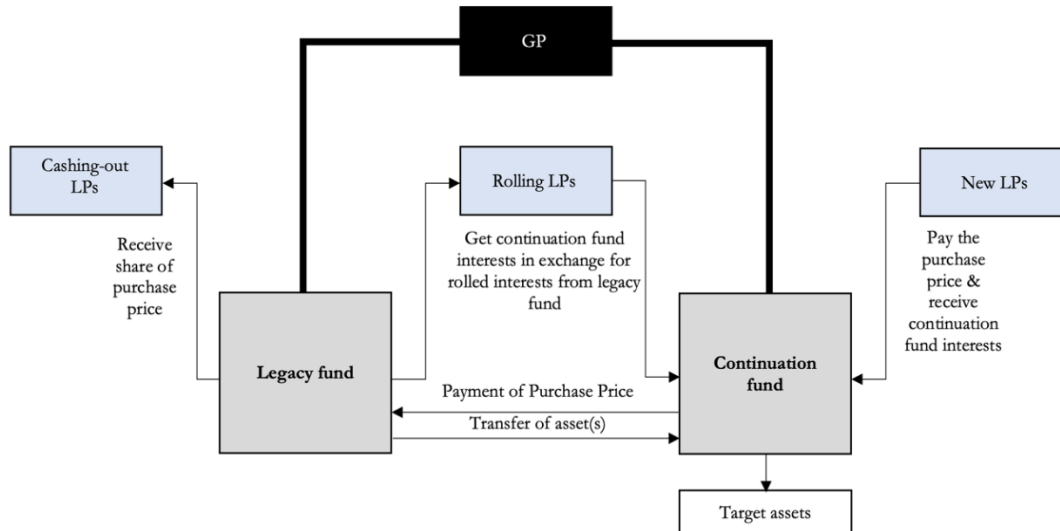 GP
Cashing-out
LPs
Rolling LPs
New LPs
Receive
share of
purchase
price
Get continuation fund
interests in exchange for
rolled interests from legacy
fund
Pay the
purchase
price &
receive
continuation
fund interests
Legacy fund
Continuation
fund
Payment of Purchase Price
Transfer of asset(s)
Target assets